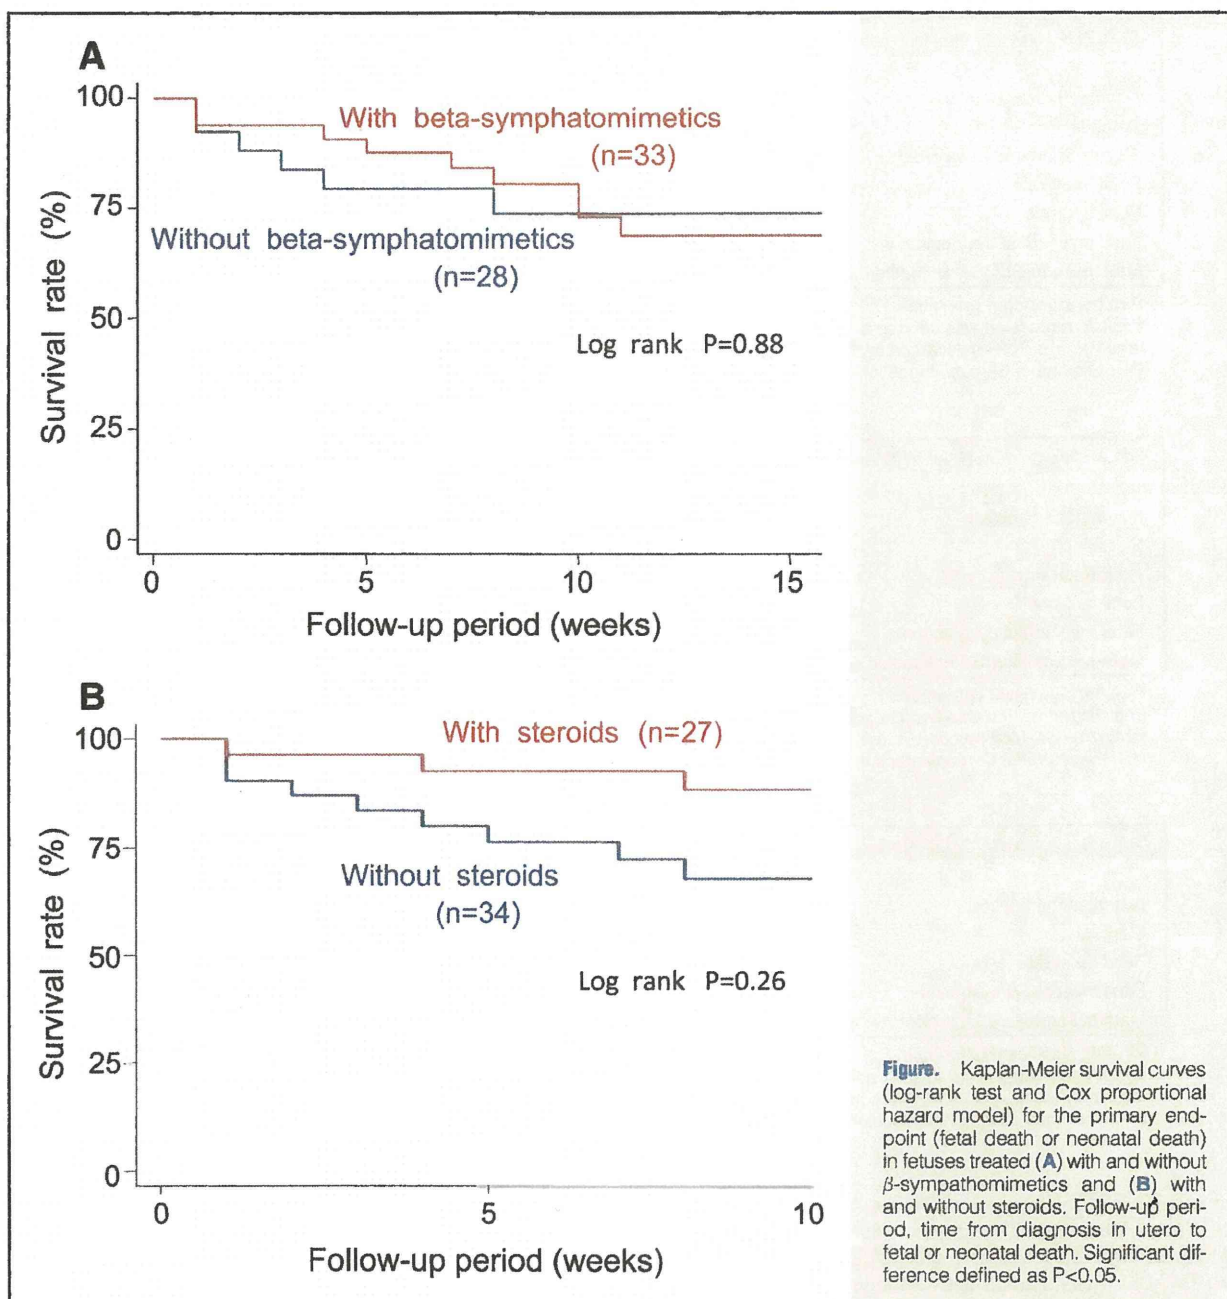 A
100
With beta-symphatomimetics
(n=33)
75
Without beta-symphatomimetics
(n=28)
50
Log rank P=0.88
25
0
Survival rate (%)
0 5 10 15
Follow-up period (weeks)
B
100
With steroids (n=27)
75
Without steroids
(n=34)
50
Log rank P=0.26
25
0
Survival rate (%)
0 5 10
Follow-up period (weeks)
Figure. Kaplan-Meier survival curves
(log-rank test and Cox proportional
hazard model) for the primary end-
point (fetal death or neonatal death)
in fetuses treated (A) with and without
β-sympathomimetics and (B) with
and without steroids. Follow-up peri-
od, time from diagnosis in utero to
fetal or neonatal death. Significant dif-
ference defined as P<0.05.